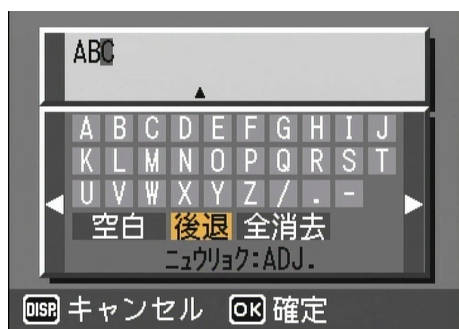 ABC
A B C D E F G H I J
K L M N O P Q R S T
U V W X Y Z / . -
空白 後退 全消去
ニュウリョク:ADJ.
DISP. キャンセル OK 確定